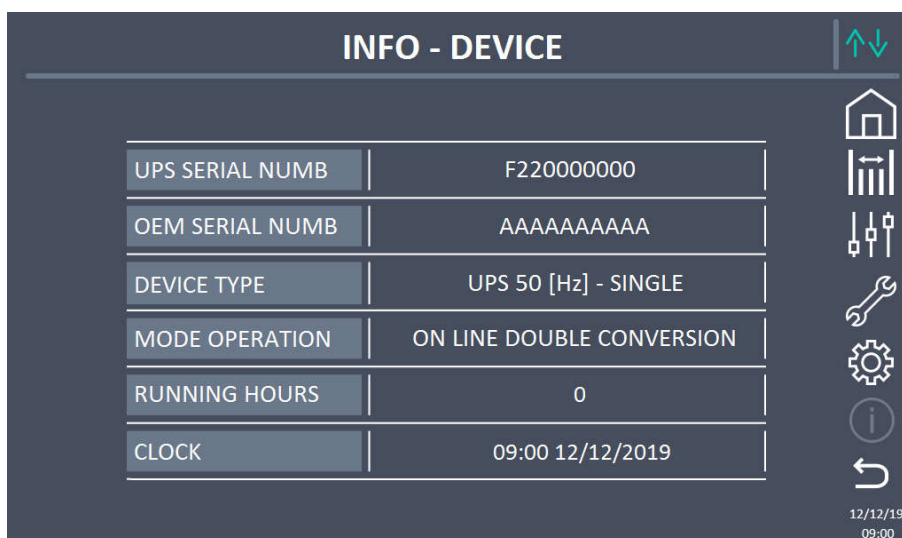 INFO - DEVICE
UPS SERIAL NUMB F220000000
OEM SERIAL NUMB AAAAAAAAAA
DEVICE TYPE UPS 50 [Hz] - SINGLE
MODE OPERATION ON LINE DOUBLE CONVERSION
RUNNING HOURS 0
CLOCK 09:00 12/12/2019
12/12/19
09:00